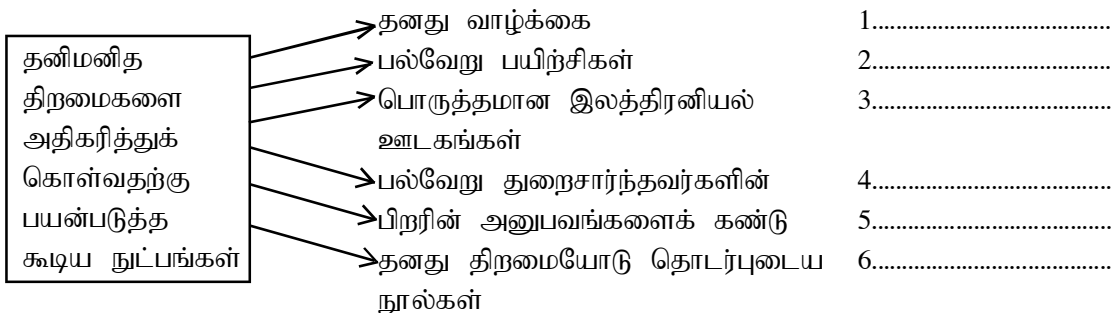 தனிமனித
திறமைகளை
அதிகரித்துக்
கொள்வதற்கு
பயன்படுத்த
கூடிய நுட்பங்கள்
தனது வாழ்க்கை 1..................................
பல்வேறு பயிற்சிகள் 2..................................
பொருத்தமான இலத்திரனியல் 3..................................
ஊடகங்கள்
பல்வேறு துறைசார்ந்தவர்களின் 4..................................
பிறரின் அனுபவங்களைக் கண்டு 5..................................
தனது திறமையோடு தொடர்புடைய 6..................................
நூல்கள்